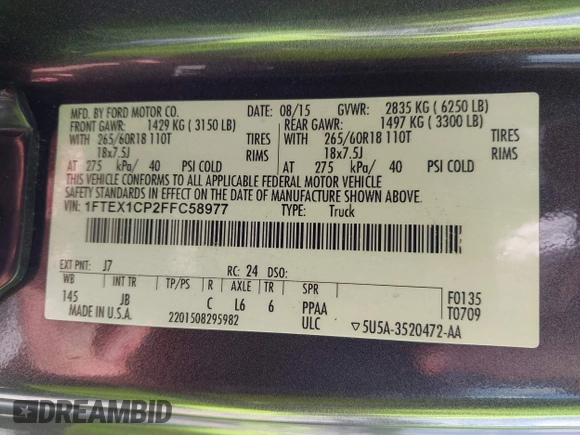 MFD. BY FORD MOTOR CO. DATE: 08/15 GVWR: 2835 KG ( 6250 LB)
FRONT GAWR: 1429 KG ( 3150 LB) REAR GAWR: 1497 KG ( 3300 LB)
WITH 265/60R18 110T TIRES WITH 265/60R18 110T TIRES
18x7.5J RIMS 18x7.5J RIMS
AT 275 kPa/ 40 PSI COLD AT 275 kPa/ 40 PSI COLD
THIS VEHICLE CONFORMS TO ALL APPLICABLE FEDERAL MOTOR VEHICLE
SAFETY STANDARDS IN EFFECT ON THE DATE OF MANUFACTURE SHOWN ABOVE.
VIN: 1FTEX1CP2FFC58977 TYPE: Truck
EXT PNT: J7 RC: 24 DSO:
WB INT TR TP/PS R AXLE TR SPR
145 JB C L6 6 PPAA F0135
MADE IN U.S.A. ULC T0709
2201508295982 ▽5U5A-3520472-AA
DREAMBID